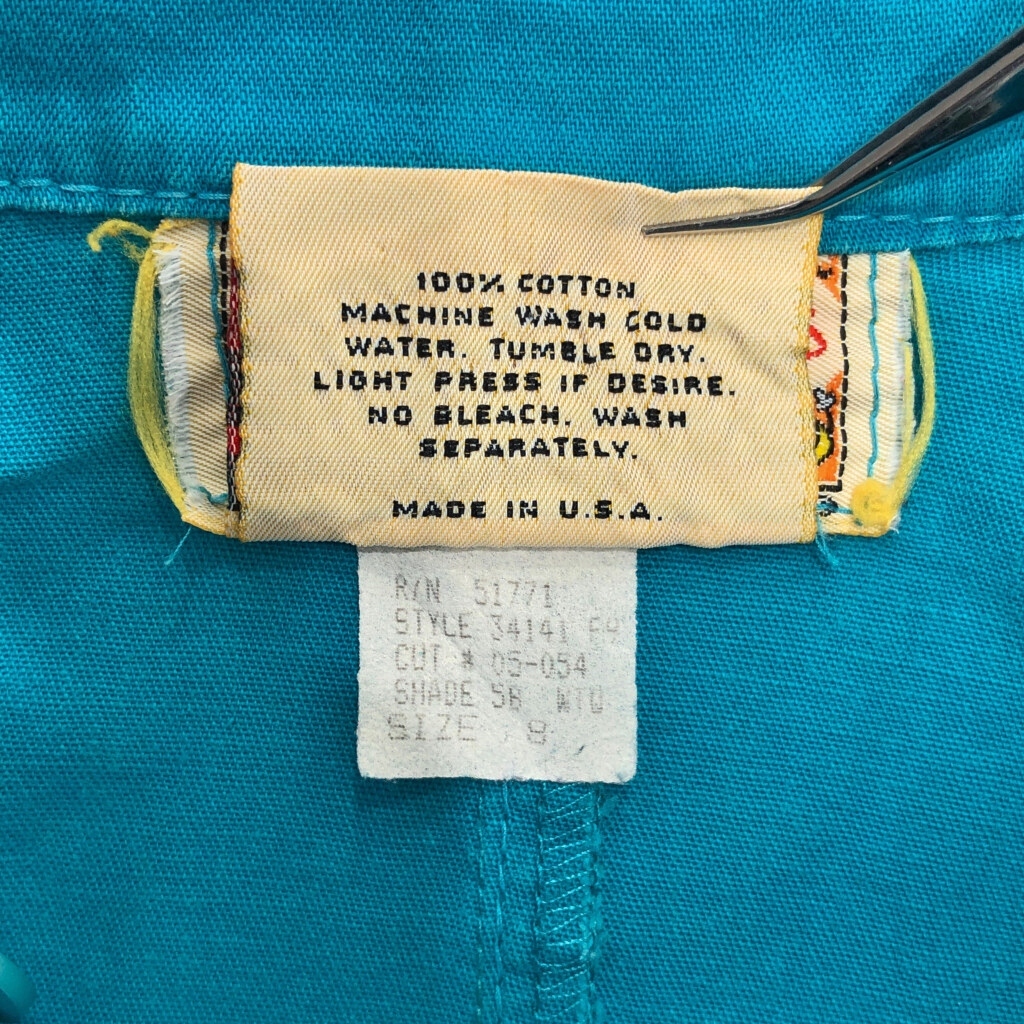 100% COTTON
MACHINE WASH COLD
WATER. TUMBLE DRY.
LIGHT PRESS IF DESIRE.
NO BLEACH. WASH
SEPARATELY.
MADE IN U.S.A.
R/N 51771
STYLE 34141
CUT # 05-054
SHADE 5B
SIZE 8